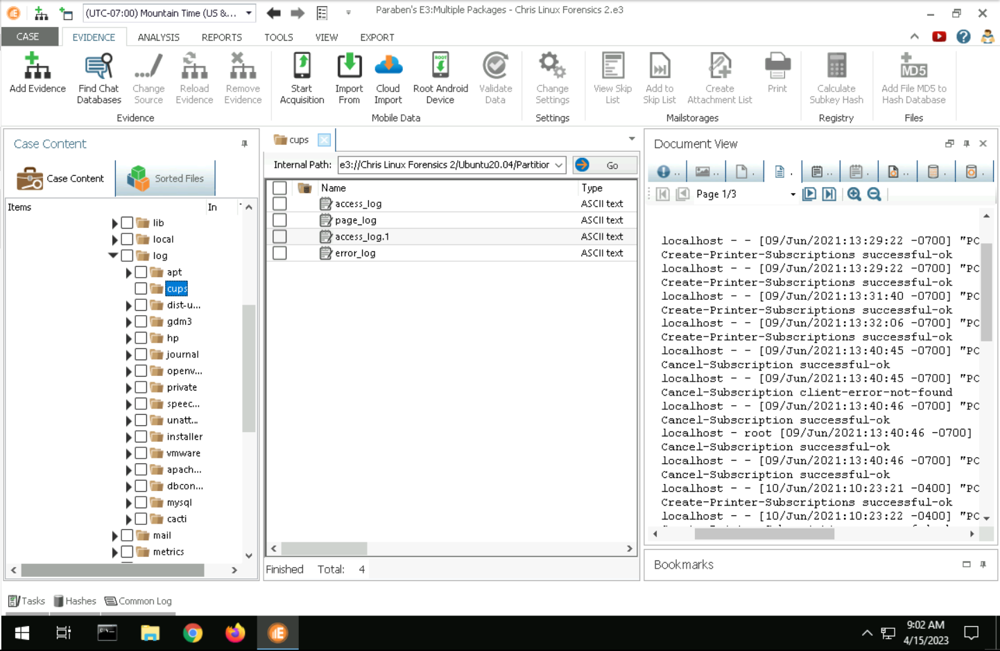 (UTC-07:00) Mountain Time (US &...
Paraben's E3:Multiple Packages - Chris Linux Forensics 2.e3
CASE EVIDENCE ANALYSIS REPORTS TOOLS VIEW EXPORT
Add Evidence
Find Chat Databases
Change Source
Reload Evidence
Remove Evidence
Start Acquisition
Import From
Cloud Import
Root Android Device
ROOT
Validate Data
Change Settings
View Skip List
Add to Skip List
Create Attachment List
Print
Calculate Subkey Hash
MD5
Add File MD5 to Hash Database
Evidence Mobile Data Settings Mailstorages Registry Files
Case Content
Case Content Sorted Files
Items In
lib
local
log
apt
cups
dist-u...
gdm3
hp
journal
openv...
private
speec...
unatt...
installer
vmware
apach...
dbcon...
mysql
cacti
mail
metrics
cups
Internal Path: e3://Chris Linux Forensics 2/Ubuntu20.04/Partition Go
Name Type
access_log ASCII text
page_log ASCII text
access_log.1 ASCII text
error_log ASCII text
Finished Total: 4
Document View
Page 1/3
localhost - - [09/Jun/2021:13:29:22 -0700] "PC
Create-Printer-Subscriptions successful-ok
localhost - - [09/Jun/2021:13:29:22 -0700] "PC
Create-Printer-Subscriptions successful-ok
localhost - - [09/Jun/2021:13:31:40 -0700] "PC
Create-Printer-Subscriptions successful-ok
localhost - - [09/Jun/2021:13:32:06 -0700] "PC
Create-Printer-Subscriptions successful-ok
localhost - - [09/Jun/2021:13:40:45 -0700] "PC
Cancel-Subscription successful-ok
localhost - - [09/Jun/2021:13:40:45 -0700] "PC
Cancel-Subscription client-error-not-found
localhost - - [09/Jun/2021:13:40:46 -0700] "PC
Cancel-Subscription successful-ok
localhost - root [09/Jun/2021:13:40:46 -0700]
Cancel-Subscription successful-ok
localhost - - [09/Jun/2021:13:40:46 -0700] "PC
Cancel-Subscription successful-ok
localhost - - [10/Jun/2021:10:23:21 -0400] "PC
Create-Printer-Subscriptions successful-ok
localhost - - [10/Jun/2021:10:23:22 -0400] "PC
Bookmarks
Tasks Hashes Common Log
9:02 AM
4/15/2023